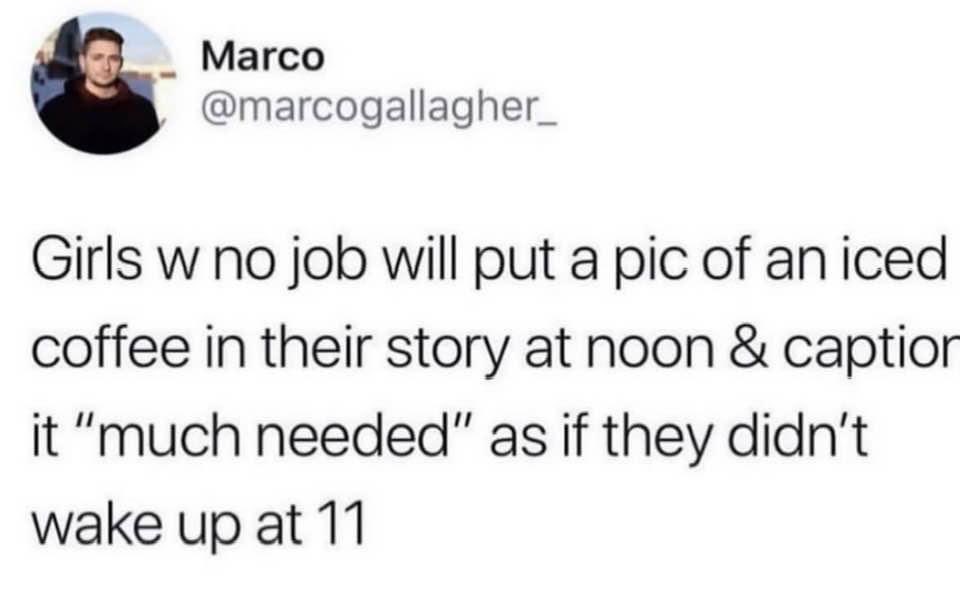 Marco
@marcogallagher_
Girls w no job will put a pic of an iced
coffee in their story at noon & caption
it “much needed” as if they didn’t
wake up at 11